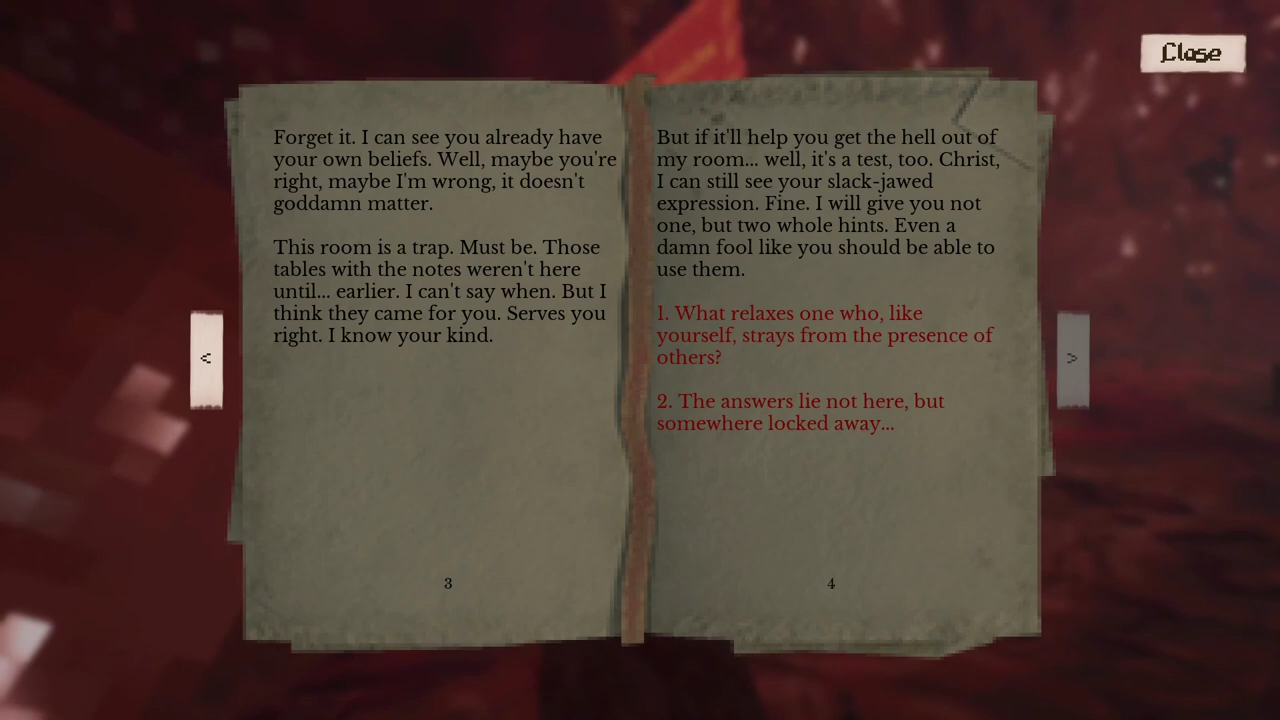 Close
Forget it. I can see you already have
your own beliefs. Well, maybe you're
right, maybe I'm wrong, it doesn't
goddamn matter.
This room is a trap. Must be. Those
tables with the notes weren't here
until... earlier. I can't say when. But I
think they came for you. Serves you
right. I know your kind.
3
But if it'll help you get the hell out of
my room... well, it's a test, too. Christ,
I can still see your slack-jawed
expression. Fine. I will give you not
one, but two whole hints. Even a
damn fool like you should be able to
use them.
1. What relaxes one who, like
yourself, strays from the presence of
others?
2. The answers lie not here, but
somewhere locked away...
4
<
>